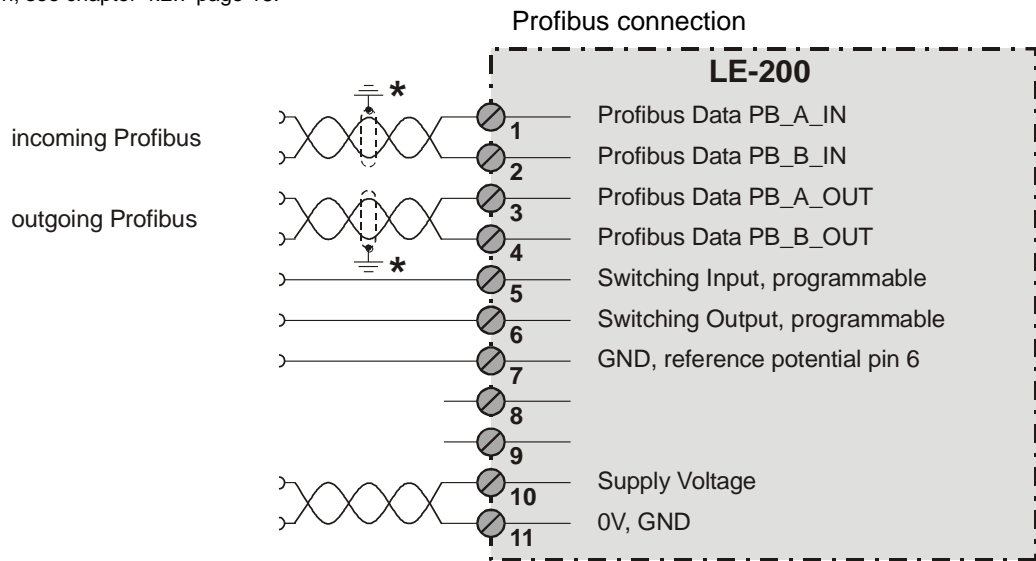 Profibus connection
LE-200
incoming Profibus
outgoing Profibus
*
*
1 Profibus Data PB_A_IN
2 Profibus Data PB_B_IN
3 Profibus Data PB_A_OUT
4 Profibus Data PB_B_OUT
5 Switching Input, programmable
6 Switching Output, programmable
7 GND, reference potential pin 6
8
9
10 Supply Voltage
11 0V, GND